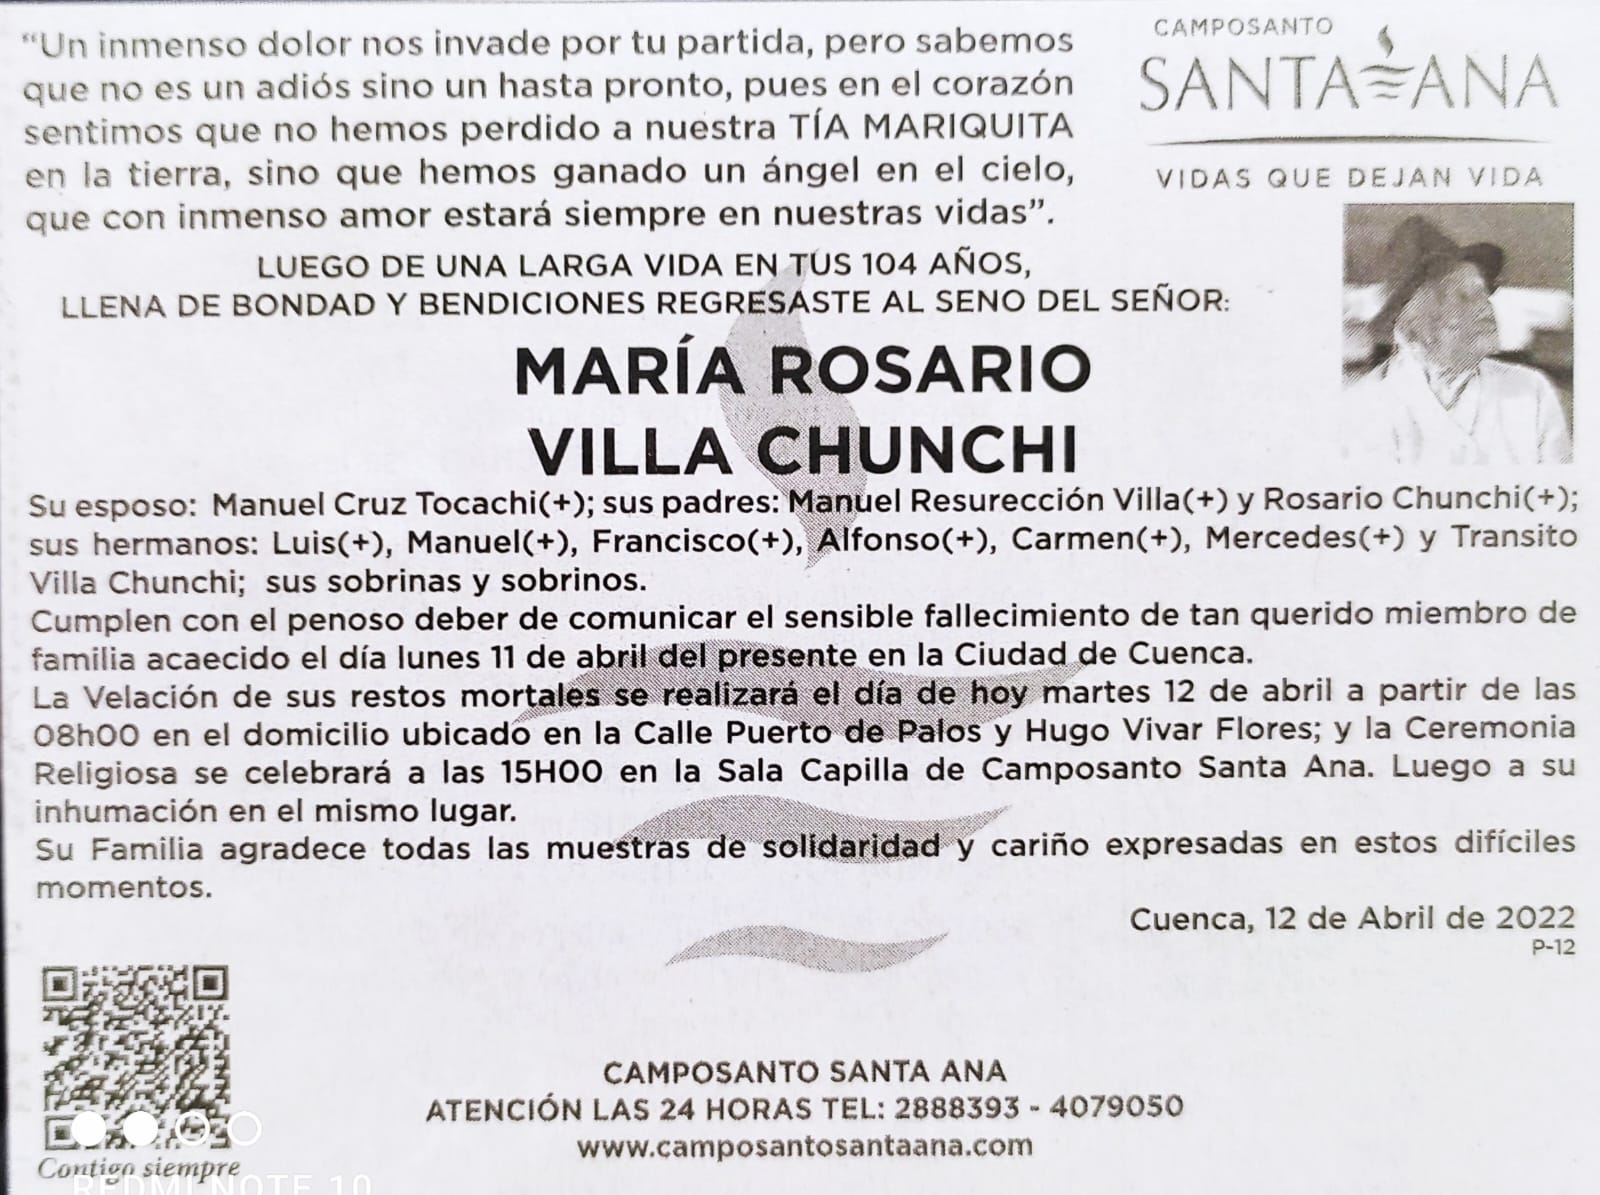 “Un inmenso dolor nos invade por tu partida, pero sabemos
que no es un adiós sino un hasta pronto, pues en el corazón
sentimos que no hemos perdido a nuestra TÍA MARIQUITA
en la tierra, sino que hemos ganado un ángel en el cielo,
que con inmenso amor estará siempre en nuestras vidas”.
CAMPOSANTO
SANTA ANA
VIDAS QUE DEJAN VIDA
LUEGO DE UNA LARGA VIDA EN TUS 104 AÑOS,
LLENA DE BONDAD Y BENDICIONES REGRESASTE AL SENO DEL SEÑOR:
MARÍA ROSARIO
VILLA CHUNCHI
Su esposo: Manuel Cruz Tocachi(+); sus padres: Manuel Resurección Villa(+) y Rosario Chunchi(+);
sus hermanos: Luis(+), Manuel(+), Francisco(+), Alfonso(+), Carmen(+), Mercedes(+) y Transito
Villa Chunchi; sus sobrinas y sobrinos.
Cumplen con el penoso deber de comunicar el sensible fallecimiento de tan querido miembro de
familia acaecido el día lunes 11 de abril del presente en la Ciudad de Cuenca.
La Velación de sus restos mortales se realizará el día de hoy martes 12 de abril a partir de las
08h00 en el domicilio ubicado en la Calle Puerto de Palos y Hugo Vivar Flores; y la Ceremonia
Religiosa se celebrará a las 15H00 en la Sala Capilla de Camposanto Santa Ana. Luego a su
inhumación en el mismo lugar.
Su Familia agradece todas las muestras de solidaridad y cariño expresadas en estos difíciles
momentos.
Cuenca, 12 de Abril de 2022
P-12
CAMPOSANTO SANTA ANA
ATENCIÓN LAS 24 HORAS TEL: 2888393 - 4079050
www.camposantosantaana.com
Contigo siempre
REDMI NOTE 10